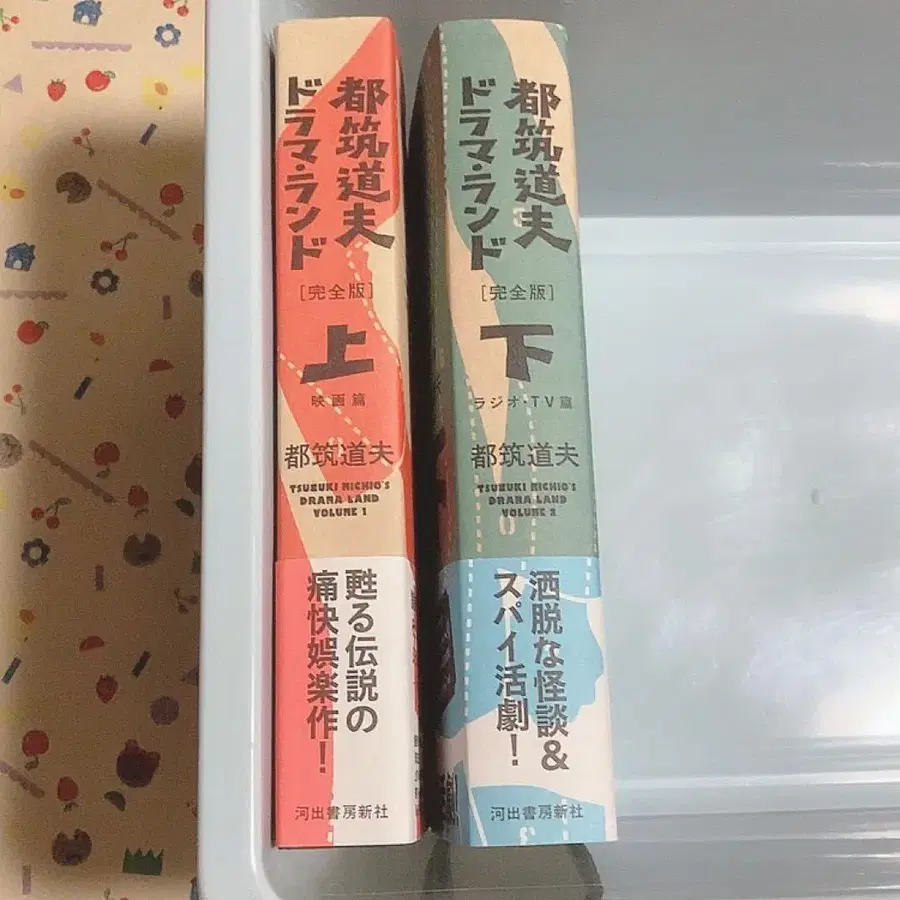 都筑道夫
ドラマ・ランド
[完全版]
上
映画篇
都筑道夫
TSUZUKI MICHIO'S
DRAMA LAND
VOLUME 1
甦る伝説の
痛快娯楽作！
河出書房新社
都筑道夫
ドラマ・ランド
[完全版]
下
ラジオ・TV篇
都筑道夫
TSUZUKI MICHIO'S
DRAMA LAND
VOLUME 2
洒脱な怪談&
スパイ活劇！
河出書房新社